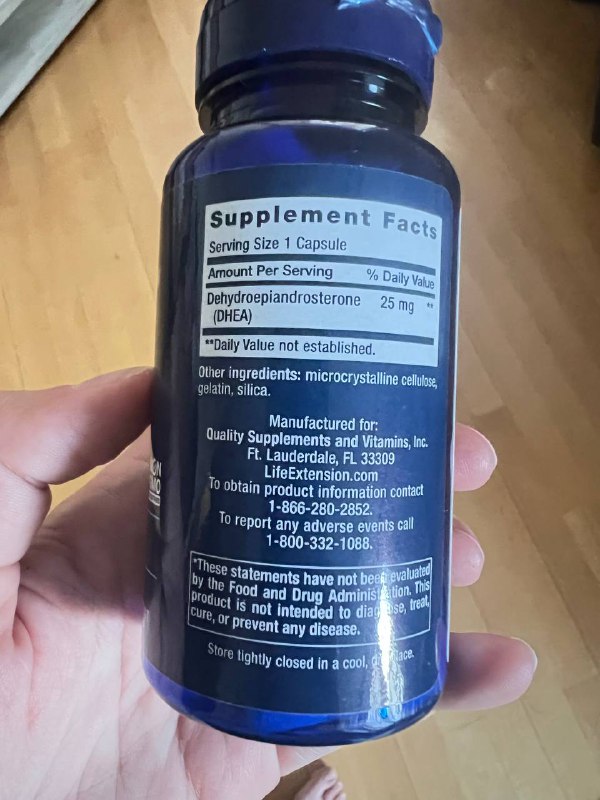 Supplement Facts
Serving Size 1 Capsule
Amount Per Serving % Daily Value
Dehydroepiandrosterone 25 mg **
(DHEA)
**Daily Value not established.
Other ingredients: microcrystalline cellulose,
gelatin, silica.
Manufactured for:
Quality Supplements and Vitamins, Inc.
Ft. Lauderdale, FL 33309
LifeExtension.com
To obtain product information contact
1-866-280-2852.
To report any adverse events call
1-800-332-1088.
*These statements have not been evaluated
by the Food and Drug Administration. This
product is not intended to diagnose, treat,
cure, or prevent any disease.
Store tightly closed in a cool, place.